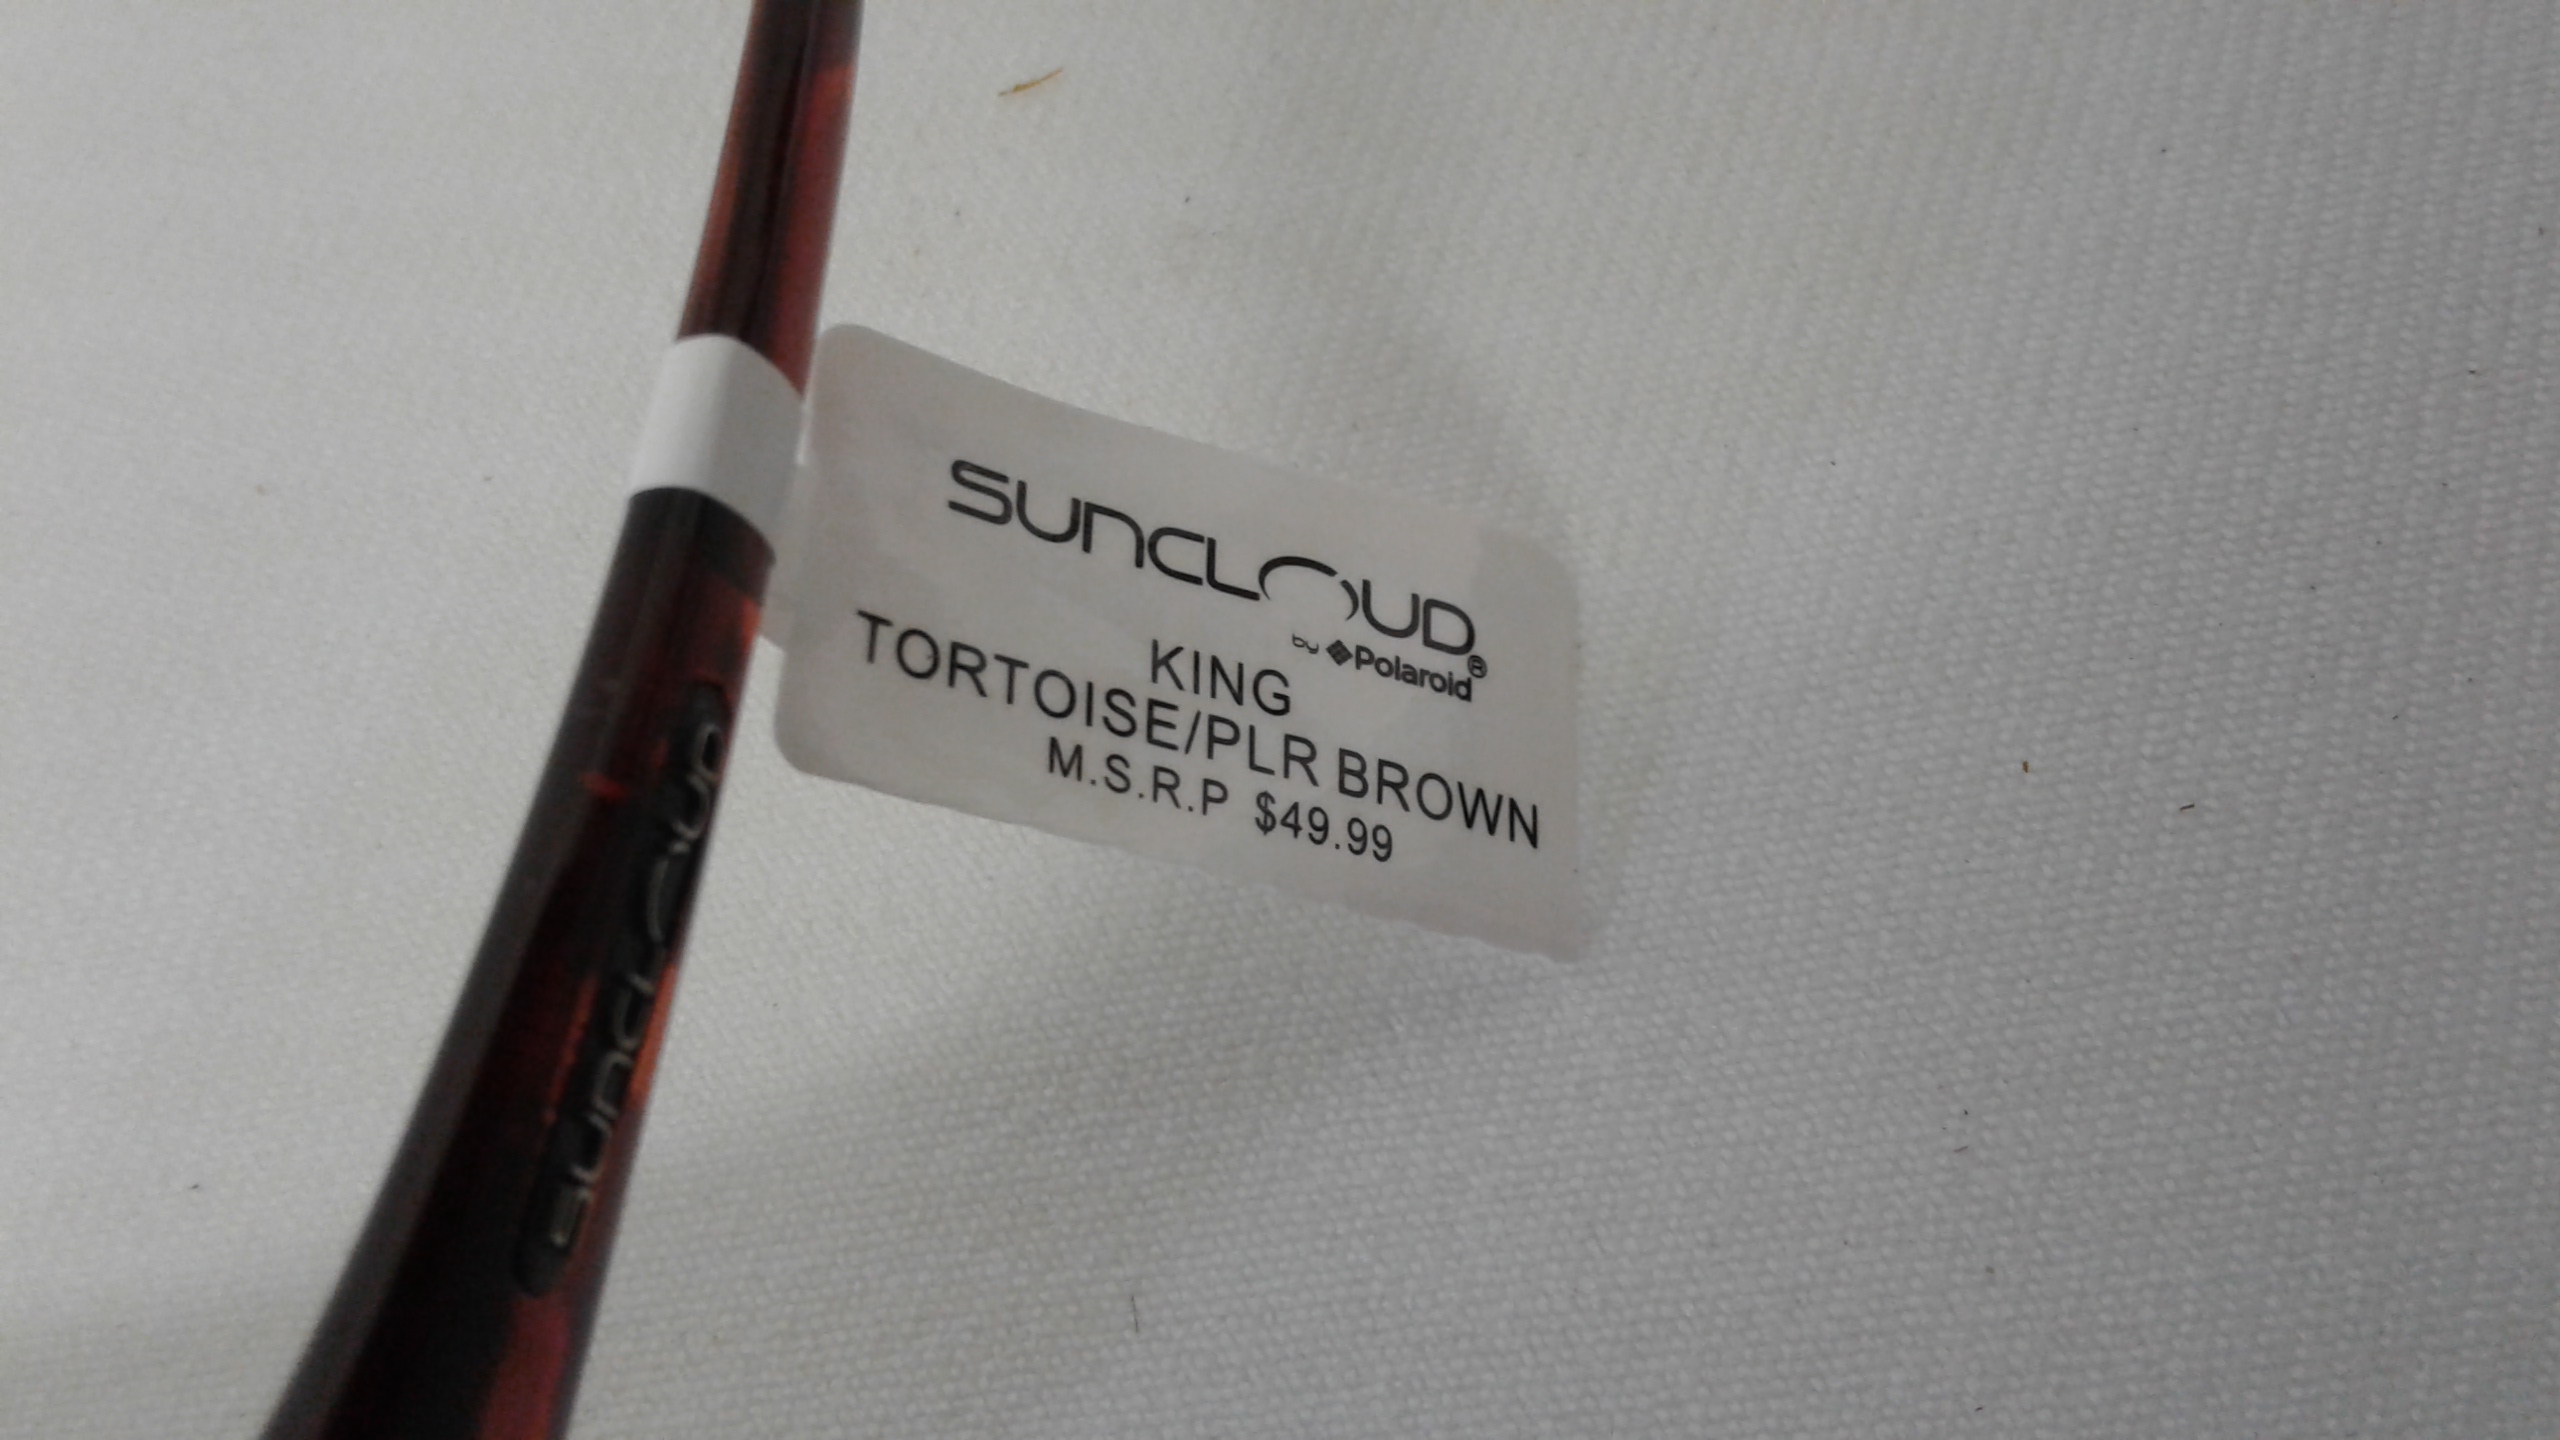 SUNCLOUD
by Polaroid®
KING
TORTOISE/PLR BROWN
M.S.R.P $49.99
SUNCLOUD